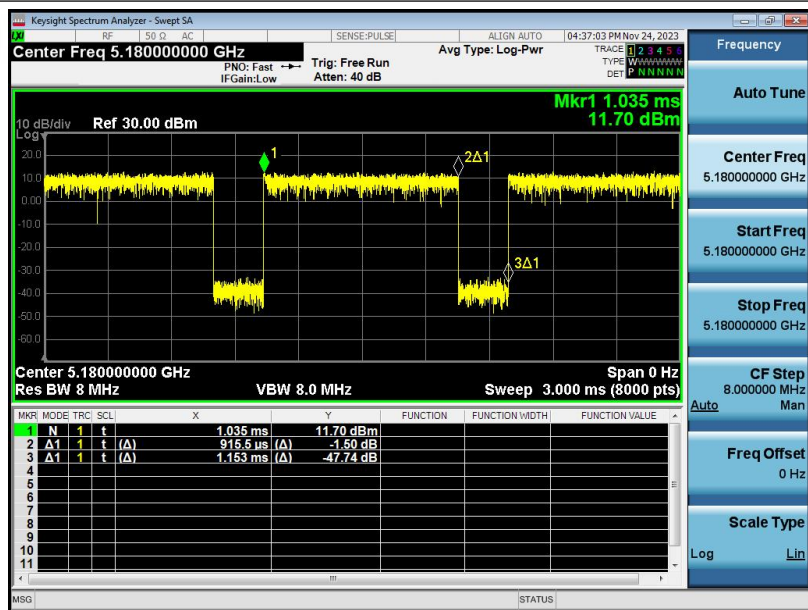 Keysight Spectrum Analyzer - Swept SA
LXI RF 50 Ω AC SENSE:PULSE ALIGN AUTO 04:37:03 PM Nov 24, 2023
Center Freq 5.180000000 GHz Avg Type: Log-Pwr TRACE 1 2 3 4 5 6
PNO: Fast Trig: Free Run TYPE WWWWWW
IFGain:Low Atten: 40 dB DET P N N N N N
Mkr1 1.035 ms
11.70 dBm
10 dB/div Ref 30.00 dBm
Log
1
2Δ1
20.0
10.0
0.00
-10.0
-20.0
-30.0
3Δ1
-40.0
-50.0
-60.0
Center 5.180000000 GHz Span 0 Hz
Res BW 8 MHz VBW 8.0 MHz Sweep 3.000 ms (8000 pts)
MKR MODE TRC SCL X Y FUNCTION FUNCTION WIDTH FUNCTION VALUE
1 N 1 t 1.035 ms 11.70 dBm
2 Δ1 1 t (Δ) 915.5 µs (Δ) -1.50 dB
3 Δ1 1 t (Δ) 1.153 ms (Δ) -47.74 dB
4
5
6
7
8
9
10
11
MSG STATUS
Frequency
Auto Tune
Center Freq
5.180000000 GHz
Start Freq
5.180000000 GHz
Stop Freq
5.180000000 GHz
CF Step
8.000000 MHz
Auto Man
Freq Offset
0 Hz
Scale Type
Log Lin